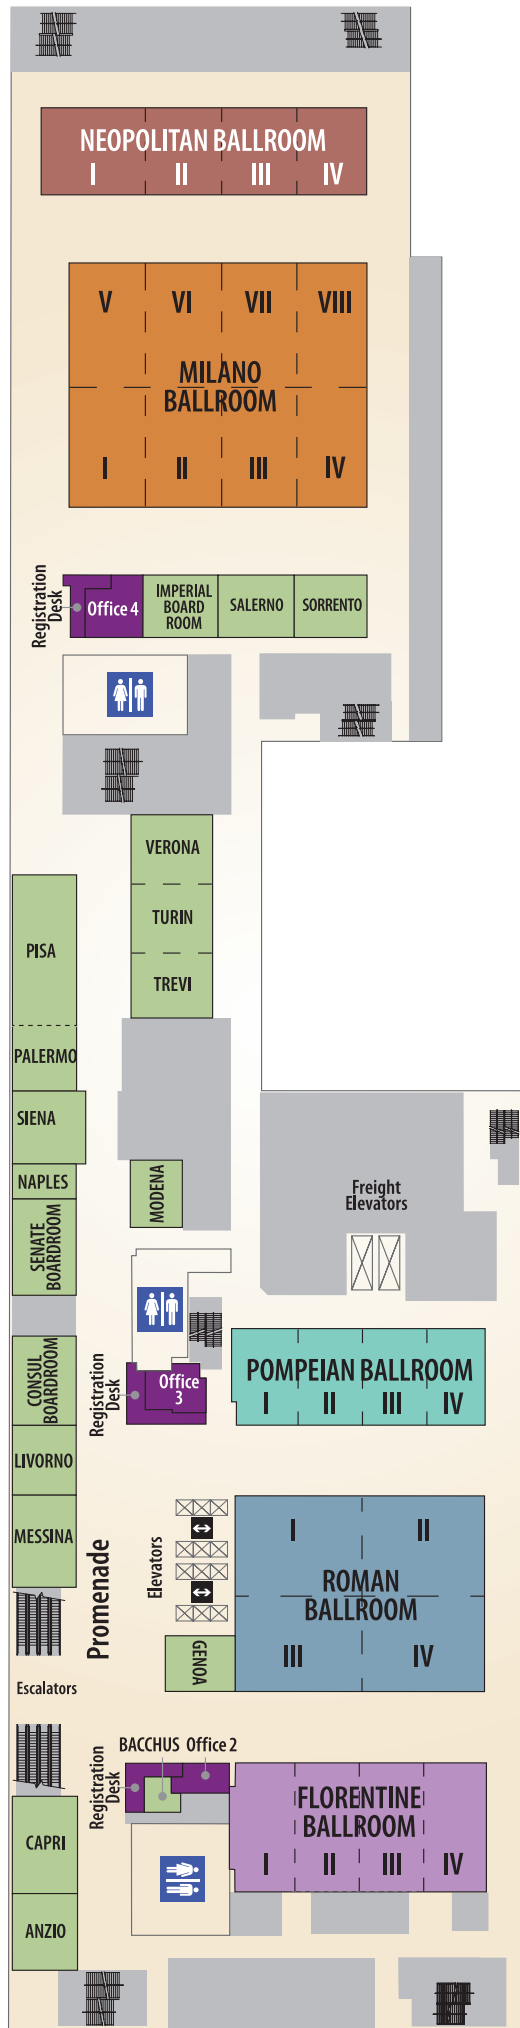 NEOPOLITAN BALLROOM
I II III IV
V VI VII VIII
MILANO
BALLROOM
I II III IV
Registration
Desk
Office 4
IMPERIAL
BOARD
ROOM
SALERNO
SORRENTO
VERONA
TURIN
TREVI
PISA
PALERMO
SIENA
NAPLES
SENATE
BOARDROOM
MODENA
Freight
Elevators
CONSUL
BOARDROOM
LIVORNO
MESSINA
Registration
Desk
Office
3
POMPEIAN BALLROOM
I II III IV
Promenade
Elevators
I II
ROMAN
BALLROOM
III IV
GENOA
Escalators
BACCHUS Office 2
Registration
Desk
FLORENTINE
BALLROOM
I II III IV
CAPRI
ANZIO